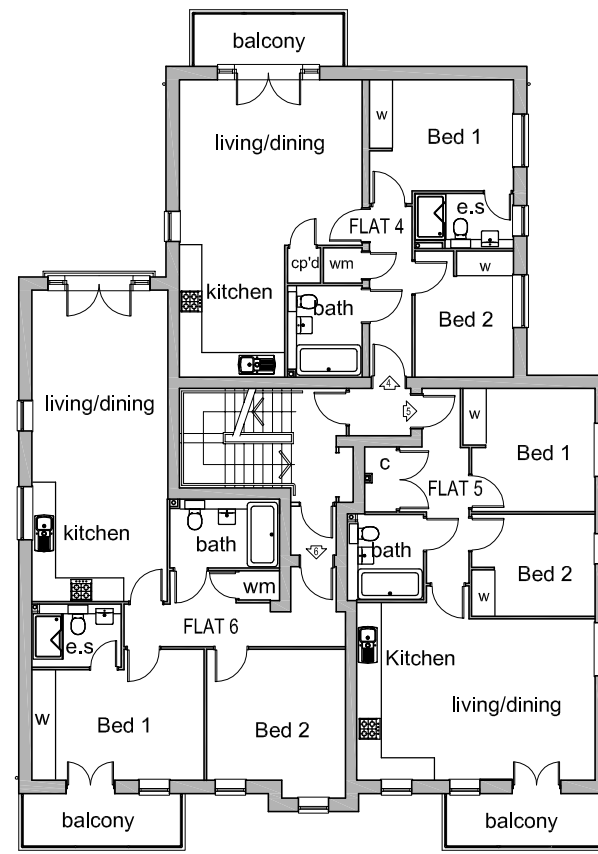 balcony
w
Bed 1
living/dining
e.s
FLAT 4
cp'd
wm
w
kitchen
bath
Bed 2
4
5
living/dining
w
Bed 1
c
FLAT 5
kitchen
bath
6
bath
Bed 2
wm
w
FLAT 6
e.s
Kitchen
living/dining
w
Bed 1
Bed 2
balcony
balcony